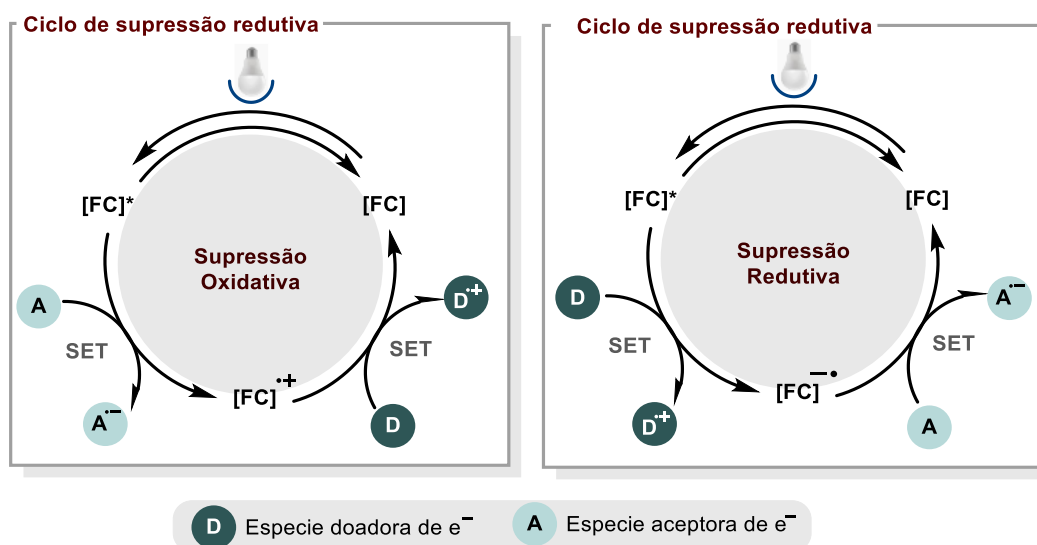 Ciclo de supressão redutiva
[FC]*
[FC]
Supressão
Oxidativa
A
D·+
SET
SET
[FC]·+
A·−
D
Ciclo de supressão redutiva
[FC]*
[FC]
Supressão
Redutiva
D
A·−
SET
SET
[FC]−·
D·+
A
D Especie doadora de e−
A Especie aceptora de e−